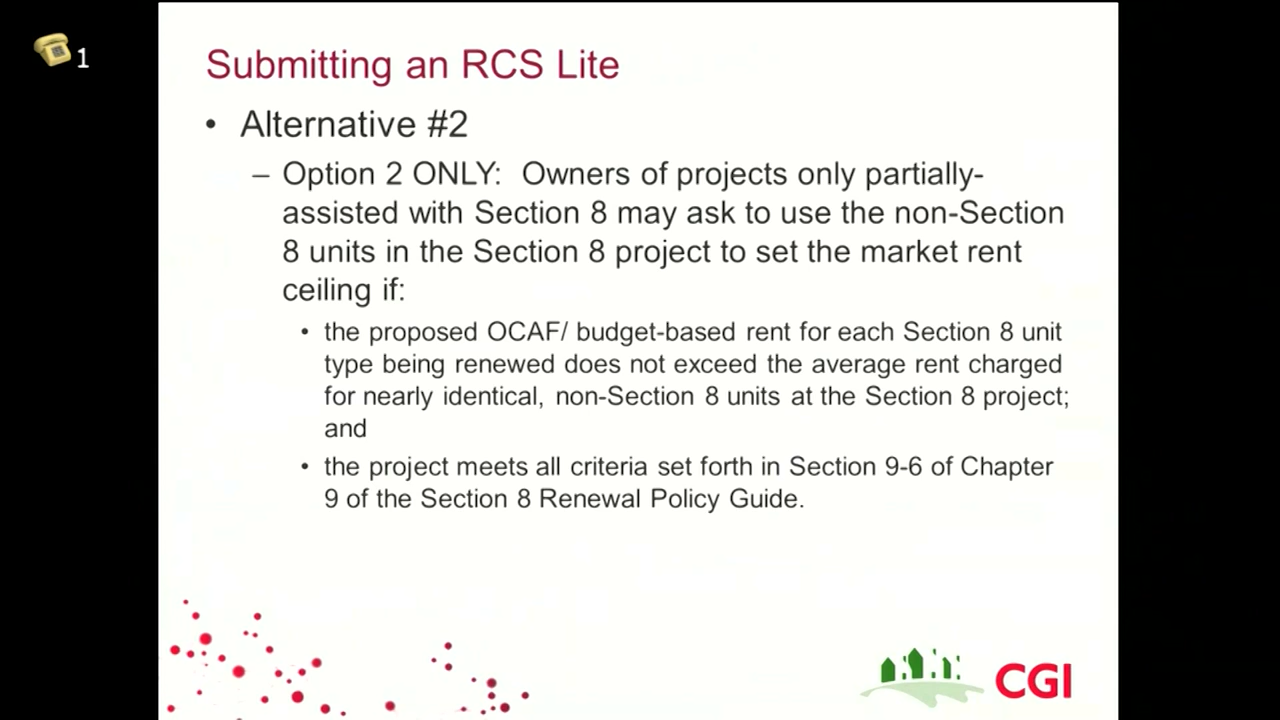 1
Submitting an RCS Lite
• Alternative #2
– Option 2 ONLY: Owners of projects only partially-
assisted with Section 8 may ask to use the non-Section
8 units in the Section 8 project to set the market rent
ceiling if:
• the proposed OCAF/ budget-based rent for each Section 8 unit
type being renewed does not exceed the average rent charged
for nearly identical, non-Section 8 units at the Section 8 project;
and
• the project meets all criteria set forth in Section 9-6 of Chapter
9 of the Section 8 Renewal Policy Guide.
CGI